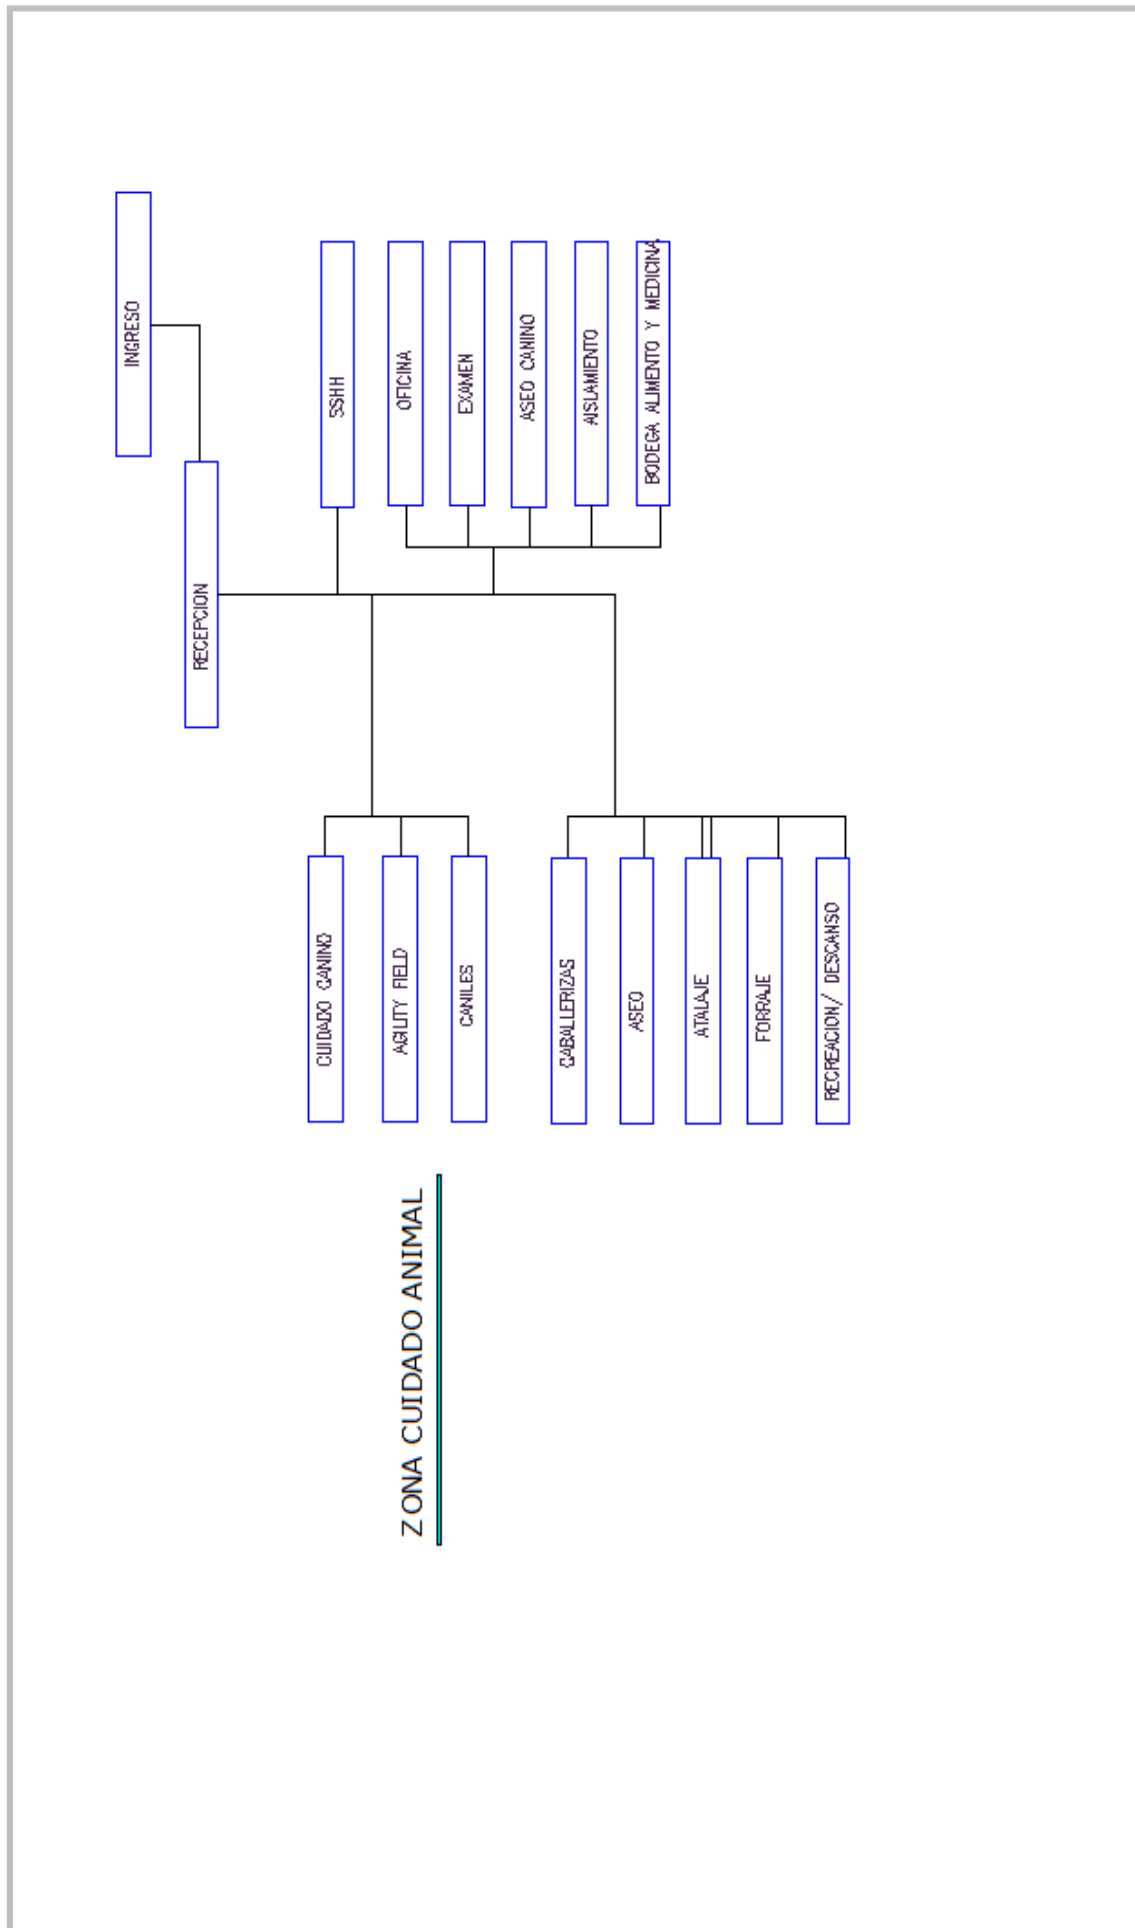 ZONA CUIDADO ANIMAL
INGRESO
RECEPCION
SSHH
OFICINA
EXAMEN
ASEO CANINO
AISLAMIENTO
BODEGA ALIMENTO Y MEDICINA
CUIDADO CANINO
AGILITY FIELD
CANILES
CABALLERIZAS
ASEO
ATALAJE
FORRAJE
RECREACION/ DESCANSO